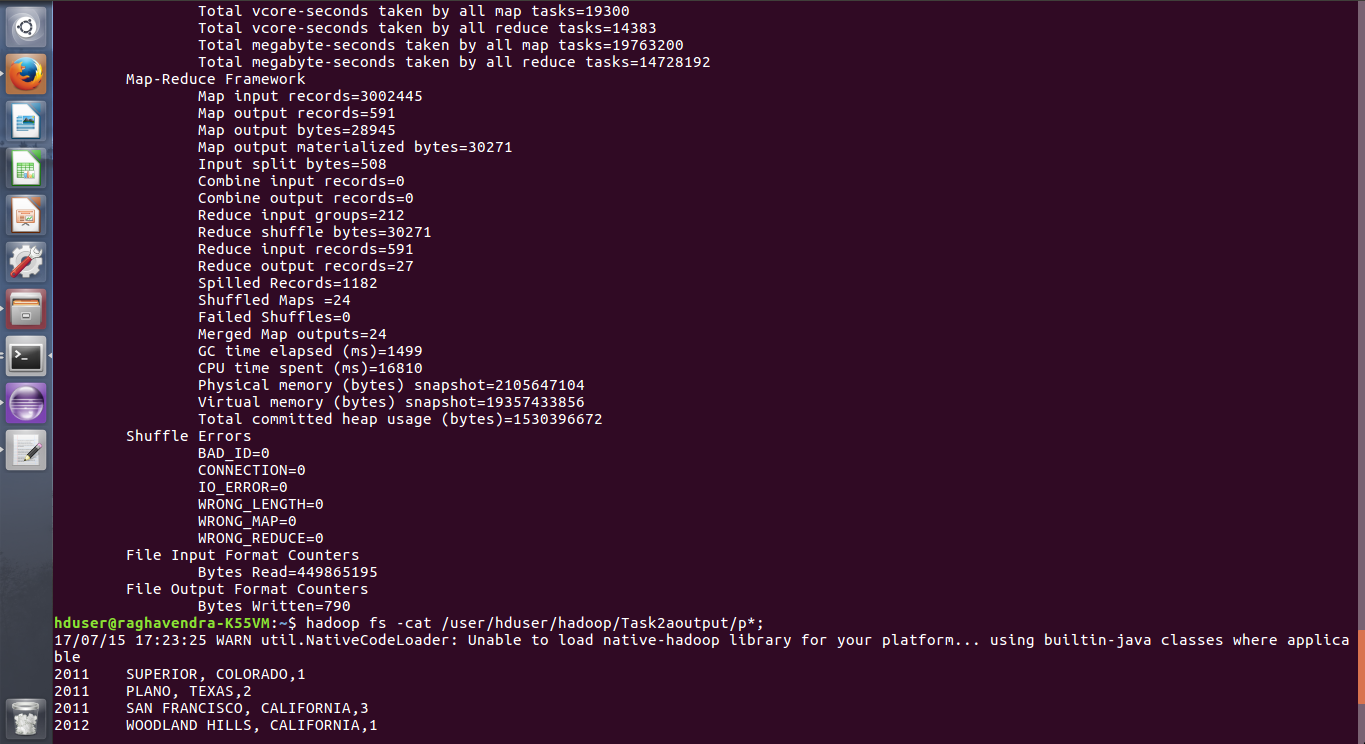 Total vcore-seconds taken by all map tasks=19300
Total vcore-seconds taken by all reduce tasks=14383
Total megabyte-seconds taken by all map tasks=19763200
Total megabyte-seconds taken by all reduce tasks=14728192
Map-Reduce Framework
Map input records=3002445
Map output records=591
Map output bytes=28945
Map output materialized bytes=30271
Input split bytes=508
Combine input records=0
Combine output records=0
Reduce input groups=212
Reduce shuffle bytes=30271
Reduce input records=591
Reduce output records=27
Spilled Records=1182
Shuffled Maps =24
Failed Shuffles=0
Merged Map outputs=24
GC time elapsed (ms)=1499
CPU time spent (ms)=16810
Physical memory (bytes) snapshot=2105647104
Virtual memory (bytes) snapshot=19357433856
Total committed heap usage (bytes)=1530396672
Shuffle Errors
BAD_ID=0
CONNECTION=0
IO_ERROR=0
WRONG_LENGTH=0
WRONG_MAP=0
WRONG_REDUCE=0
File Input Format Counters
Bytes Read=449865195
File Output Format Counters
Bytes Written=790
hduser@raghavendra-K55VM:~$ hadoop fs -cat /user/hduser/hadoop/Task2aoutput/p*;
17/07/15 17:23:25 WARN util.NativeCodeLoader: Unable to load native-hadoop library for your platform... using builtin-java classes where applica
ble
2011 SUPERIOR, COLORADO,1
2011 PLANO, TEXAS,2
2011 SAN FRANCISCO, CALIFORNIA,3
2012 WOODLAND HILLS, CALIFORNIA,1